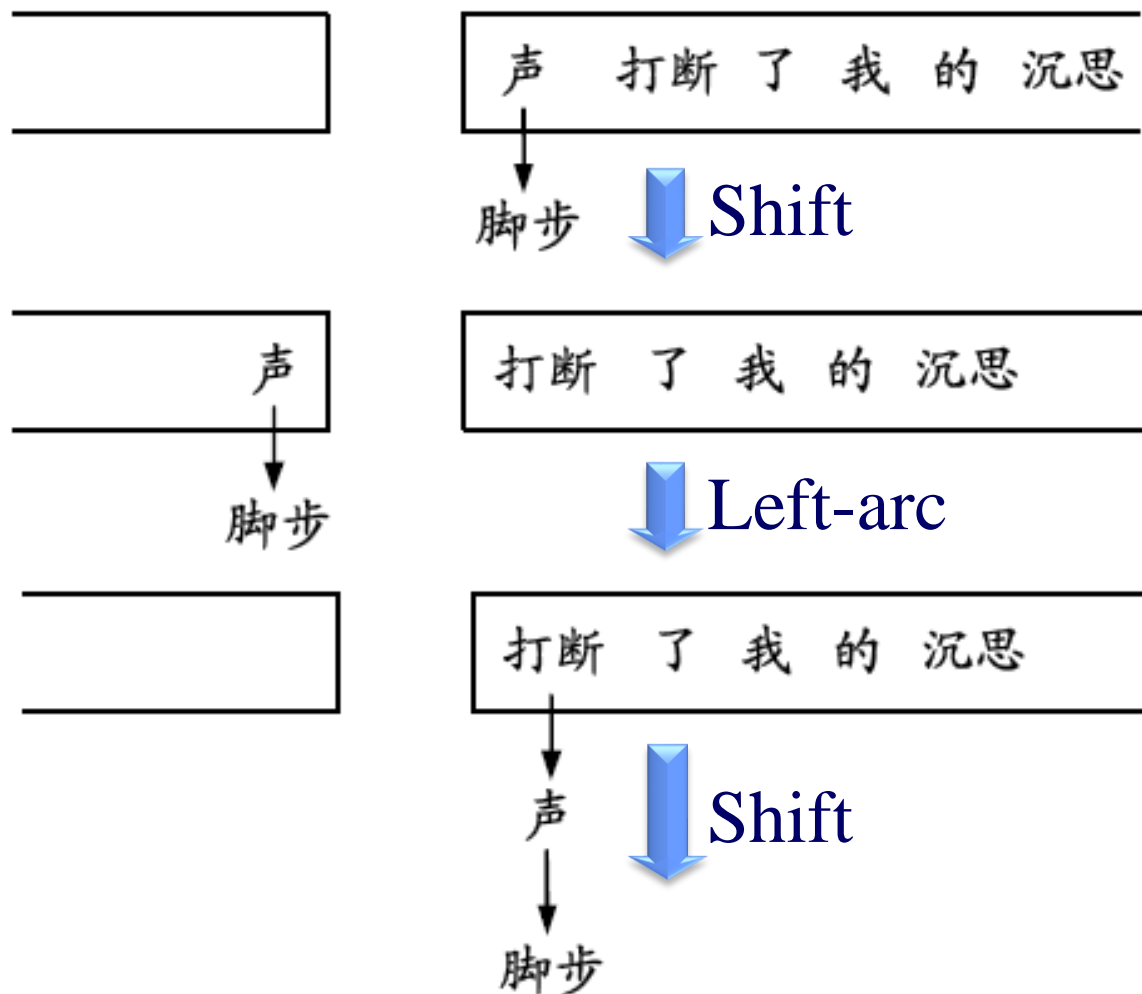 声 打断 了 我 的 沉思
脚步
Shift
声
打断 了 我 的 沉思
脚步
Left-arc
打断 了 我 的 沉思
声
Shift
脚步